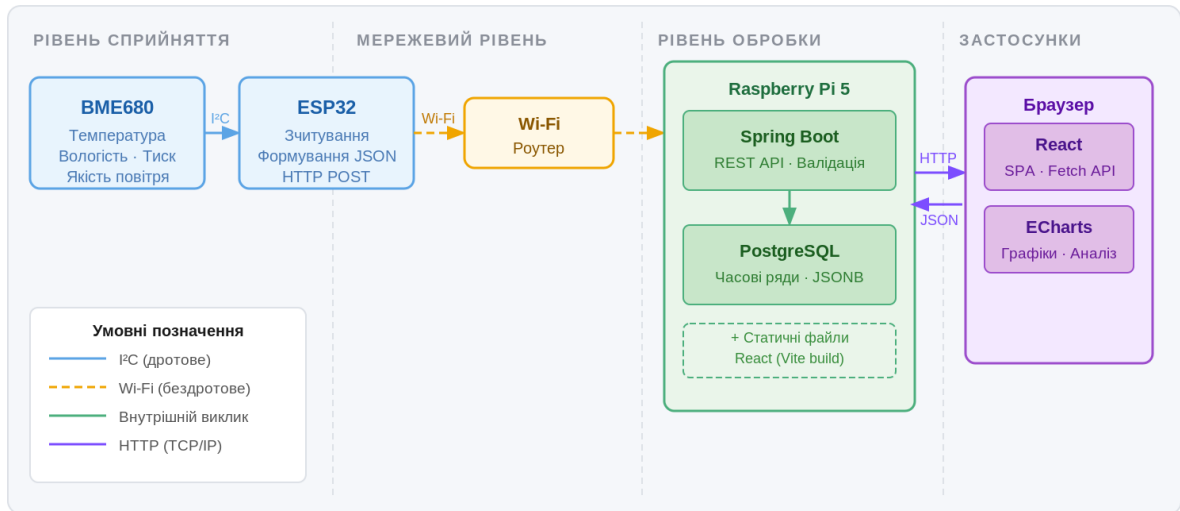 РІВЕНЬ СПРИЙНЯТТЯ
МЕРЕЖЕВИЙ РІВЕНЬ
РІВЕНЬ ОБРОБКИ
ЗАСТОСУНКИ
BME680
Температура
Вологість · Тиск
Якість повітря
I²C
ESP32
Зчитування
Формування JSON
HTTP POST
Wi-Fi
Wi-Fi
Роутер
Raspberry Pi 5
Spring Boot
REST API · Валідація
PostgreSQL
Часові ряди · JSONB
+ Статичні файли
React (Vite build)
HTTP
JSON
Браузер
React
SPA · Fetch API
ECharts
Графіки · Аналіз
Умовні позначення
I²C (дротове)
Wi-Fi (бездротове)
Внутрішній виклик
HTTP (TCP/IP)